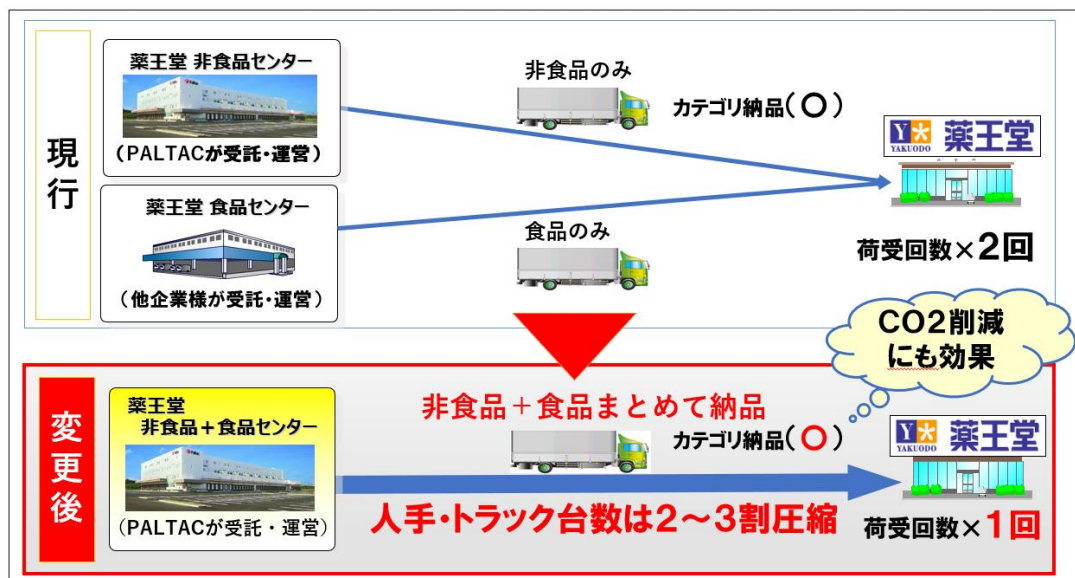 現行
薬王堂 非食品センター
(PALTACが受託・運営)
薬王堂 食品センター
(他企業様が受託・運営)
非食品のみ
カテゴリ納品(〇)
食品のみ
YAKUODO 薬王堂
荷受回数×2回
CO2削減
にも効果
変更後
薬王堂
非食品+食品センター
(PALTACが受託・運営)
非食品+食品まとめて納品
カテゴリ納品(〇)
人手・トラック台数は2~3割圧縮
YAKUODO 薬王堂
荷受回数×1回